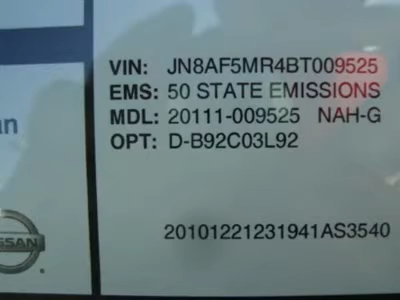 VIN: JN8AF5MR4BT009525
EMS: 50 STATE EMISSIONS
MDL: 20111-009525 NAH-G
OPT: D-B92C03L92
20101221231941AS3540